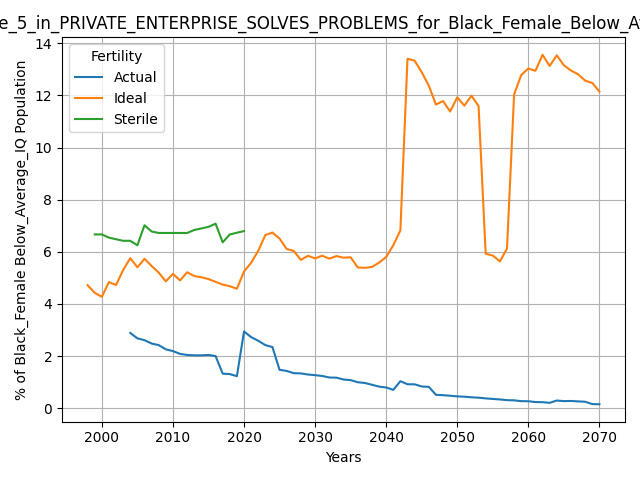 e_5_in_PRIVATE_ENTERPRISE_SOLVES_PROBLEMS_for_Black_Female_Below_A
Fertility
Actual
Ideal
Sterile
% of Black_Female Below_Average_IQ Population
14
12
10
8
6
4
2
0
2000 2010 2020 2030 2040 2050 2060 2070
Years